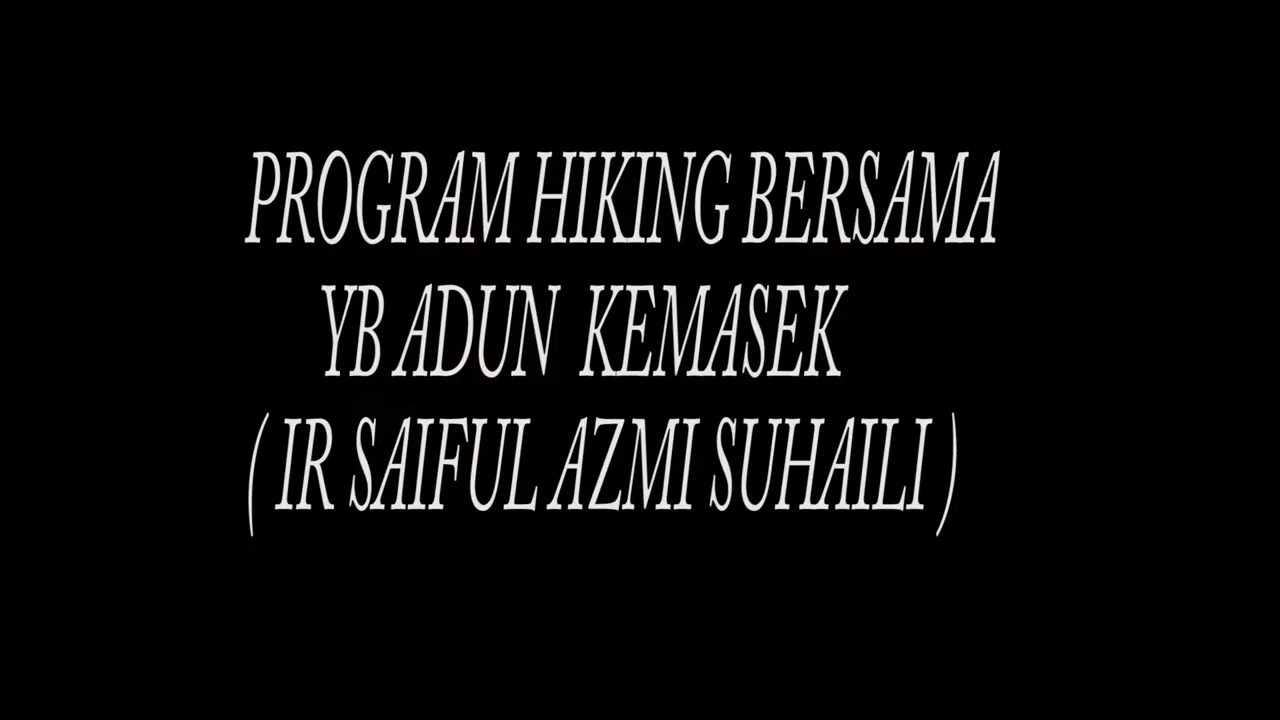 PROGRAM HIKING BERSAMA
YB ADUN KEMASEK
( IR SAIFUL AZMI SUHAILI )